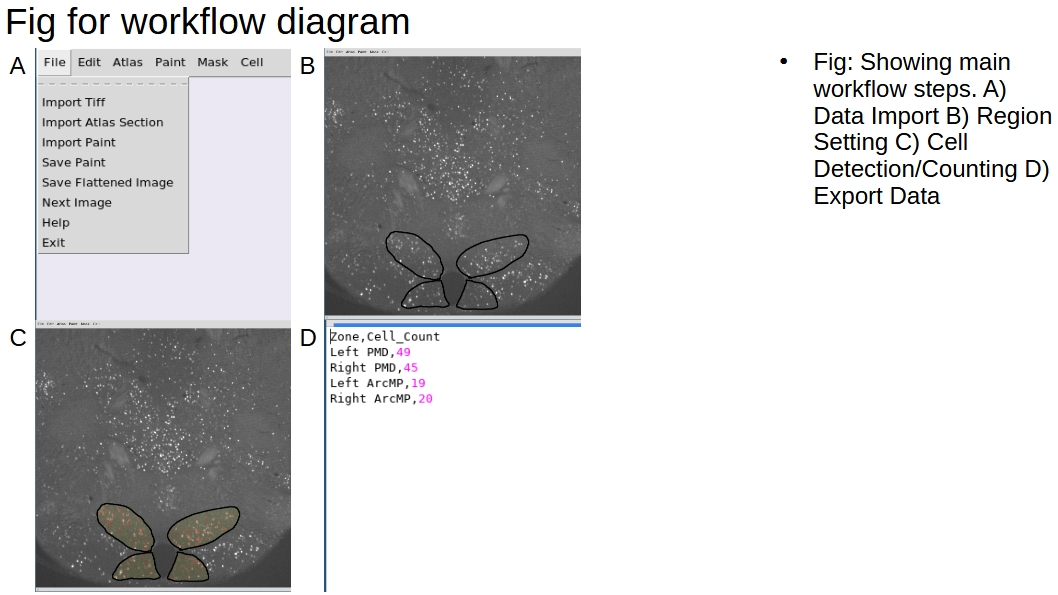 Fig for workflow diagram
A
File Edit Atlas Paint Mask Cell
Import Tiff
Import Atlas Section
Import Paint
Save Paint
Save Flattened Image
Next Image
Help
Exit
B
C
D
Zone,Cell_Count
Left PMD,49
Right PMD,45
Left ArcMP,19
Right ArcMP,20
• Fig: Showing main
workflow steps. A)
Data Import B) Region
Setting C) Cell
Detection/Counting D)
Export Data